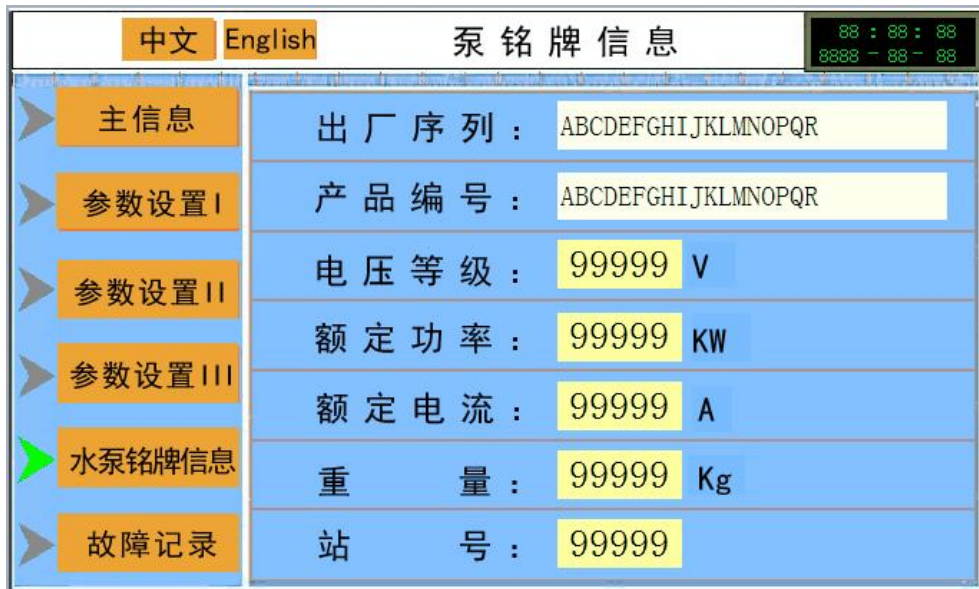 中文 English 泵铭牌信息 88:88:88
8888-88-88
主信息
参数设置I
参数设置II
参数设置III
水泵铭牌信息
故障记录
出厂序列: ABCDEFGHIJKLMNOPQR
产品编号: ABCDEFGHIJKLMNOPQR
电压等级: 99999 V
额定功率: 99999 KW
额定电流: 99999 A
重量: 99999 Kg
站号: 99999